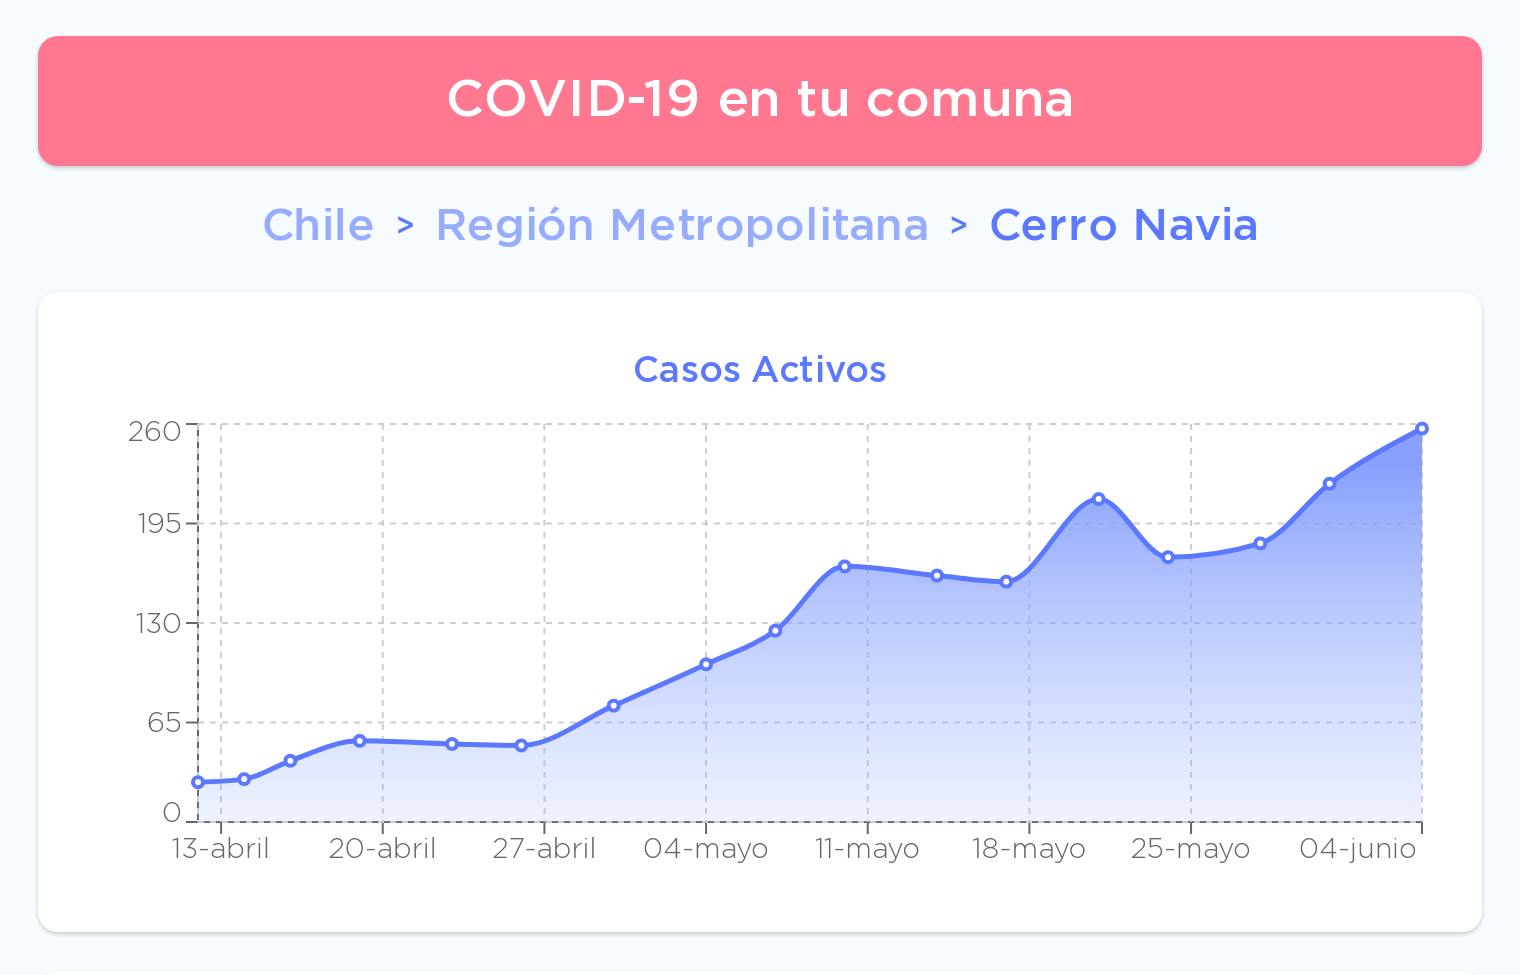 COVID-19 en tu comuna
Chile > Región Metropolitana > Cerro Navia
Casos Activos
260
195
130
65
0
13-abril 20-abril 27-abril 04-mayo 11-mayo 18-mayo 25-mayo 04-junio